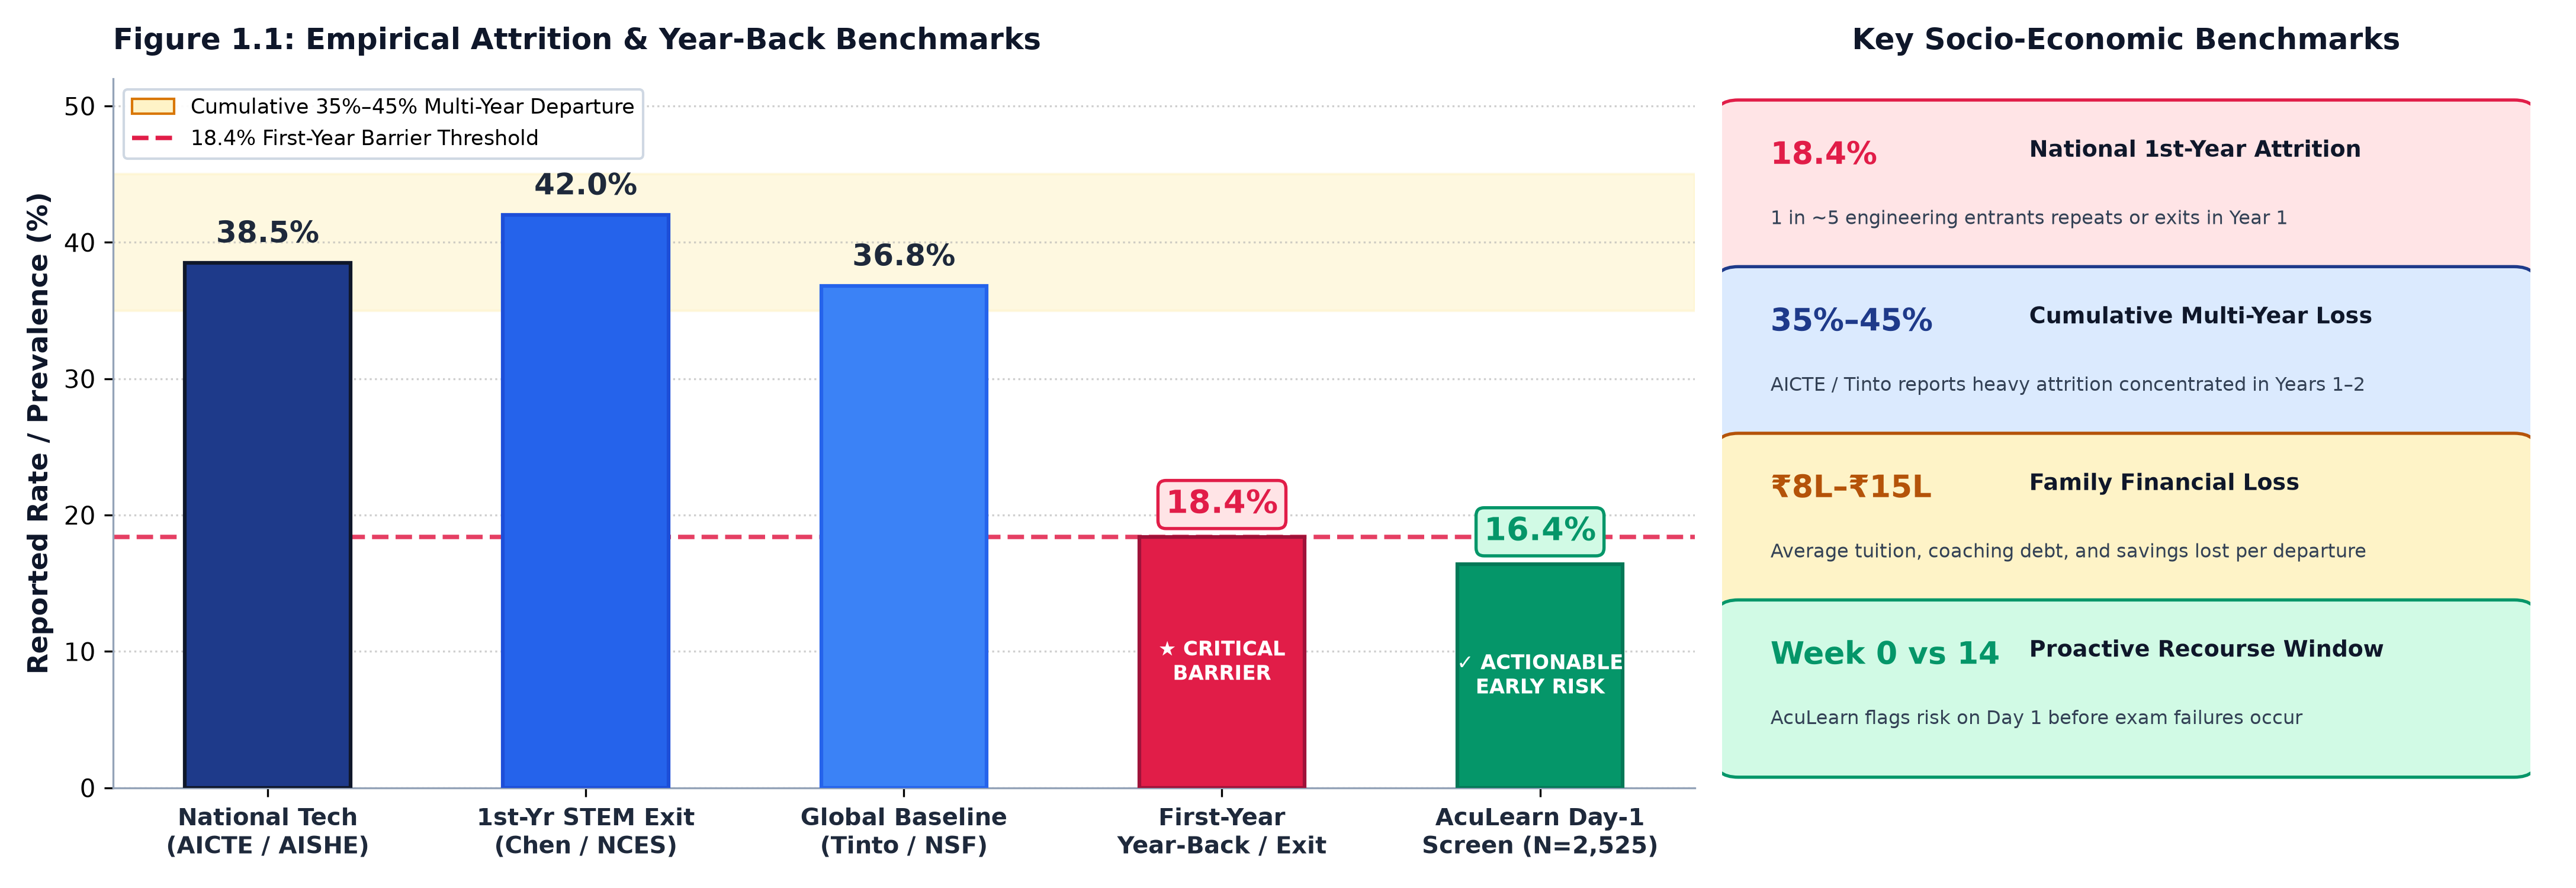 Figure 1.1: Empirical Attrition & Year-Back Benchmarks
Cumulative 35%–45% Multi-Year Departure
18.4% First-Year Barrier Threshold
Reported Rate / Prevalence (%)
50
40
30
20
10
0
38.5%
42.0%
36.8%
18.4%
16.4%
★ CRITICAL
BARRIER
✓ ACTIONABLE
EARLY RISK
National Tech
(AICTE / AISHE)
1st-Yr STEM Exit
(Chen / NCES)
Global Baseline
(Tinto / NSF)
First-Year
Year-Back / Exit
AcuLearn Day-1
Screen (N=2,525)
Key Socio-Economic Benchmarks
18.4% National 1st-Year Attrition
1 in ~5 engineering entrants repeats or exits in Year 1
35%–45% Cumulative Multi-Year Loss
AICTE / Tinto reports heavy attrition concentrated in Years 1–2
₹8L–₹15L Family Financial Loss
Average tuition, coaching debt, and savings lost per departure
Week 0 vs 14 Proactive Recourse Window
AcuLearn flags risk on Day 1 before exam failures occur